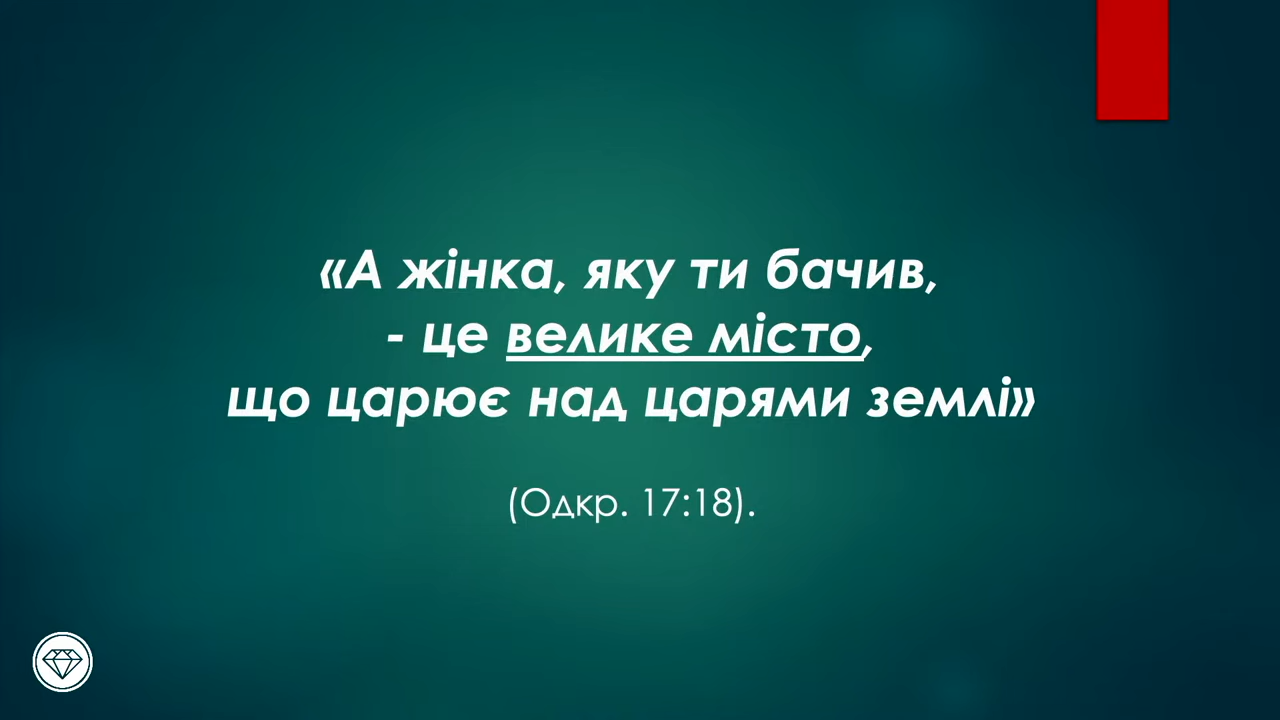 «А жінка, яку ти бачив,
- це велике місто,
що царює над царями землі»
(Одкр. 17:18).